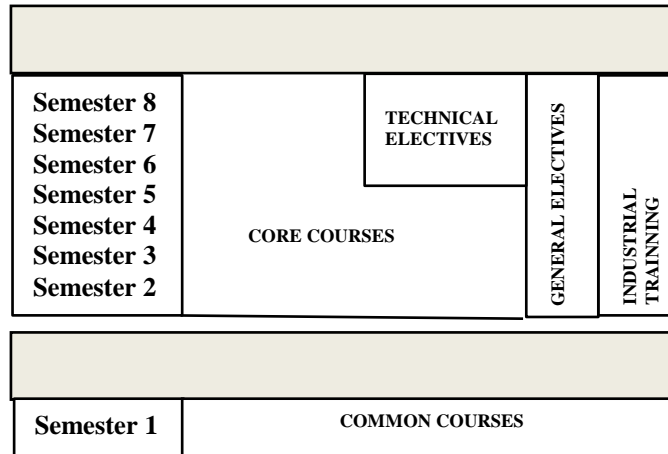 Semester 8
Semester 7
Semester 6
Semester 5
Semester 4
Semester 3
Semester 2
CORE COURSES
TECHNICAL
ELECTIVES
GENERAL ELECTIVES
INDUSTRIAL
TRAINNING
Semester 1
COMMON COURSES